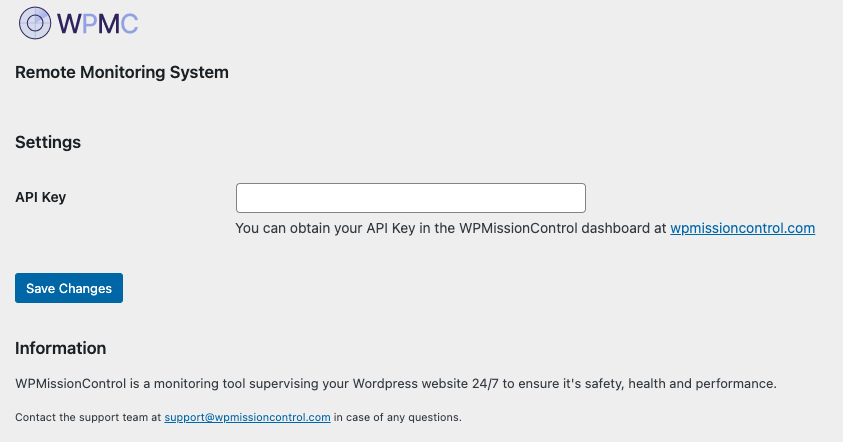 WPMC
Remote Monitoring System
Settings
API Key
You can obtain your API Key in the WPMissionControl dashboard at wpmissioncontrol.com
Save Changes
Information
WPMissionControl is a monitoring tool supervising your Wordpress website 24/7 to ensure it's safety, health and performance.
Contact the support team at support@wpmissioncontrol.com in case of any questions.